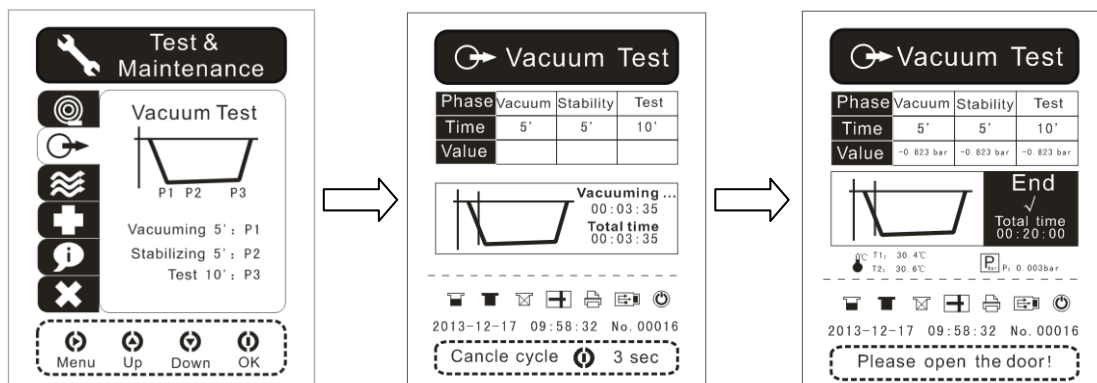 Test &
Maintenance
Vacuum Test
P1 P2 P3
Vacuuming 5': P1
Stabilizing 5': P2
Test 10': P3
Menu Up Down OK
Vacuum Test
Phase Vacuum Stability Test
Time 5' 5' 10'
Value
Vacuuming ...
00:03:35
Total time
00:03:35
2013-12-17 09:58:32 No.00016
Cancle cycle 3 sec
Vacuum Test
Phase Vacuum Stability Test
Time 5' 5' 10'
Value -0.823 bar -0.823 bar -0.823 bar
End
√
Total time
00:20:00
0℃ T1: 30.4℃
T2: 30.6℃
P bar P: 0.003bar
2013-12-17 09:58:32 No.00016
Please open the door!